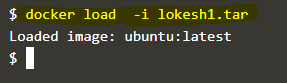 $ docker load  -i lokesh1.tar
Loaded image: ubuntu:latest
$